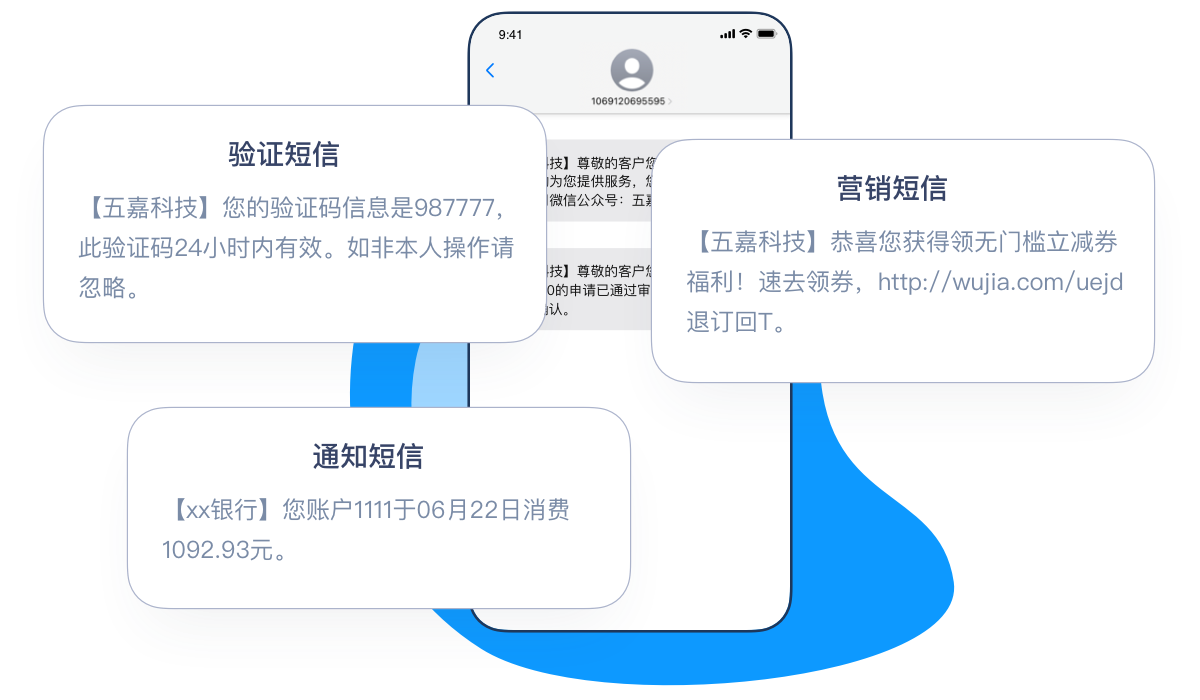 9:41
1069120695595
技】尊敬的客户您
为您提供服务，您
微信公众号：五嘉
技】尊敬的客户您
0的申请已通过审
认。
验证短信
【五嘉科技】您的验证码信息是987777，
此验证码24小时内有效。如非本人操作请
忽略。
营销短信
【五嘉科技】恭喜您获得领无门槛立减券
福利！速去领券，http://wujia.com/uejd
退订回T。
通知短信
【xx银行】您账户1111于06月22日消费
1092.93元。